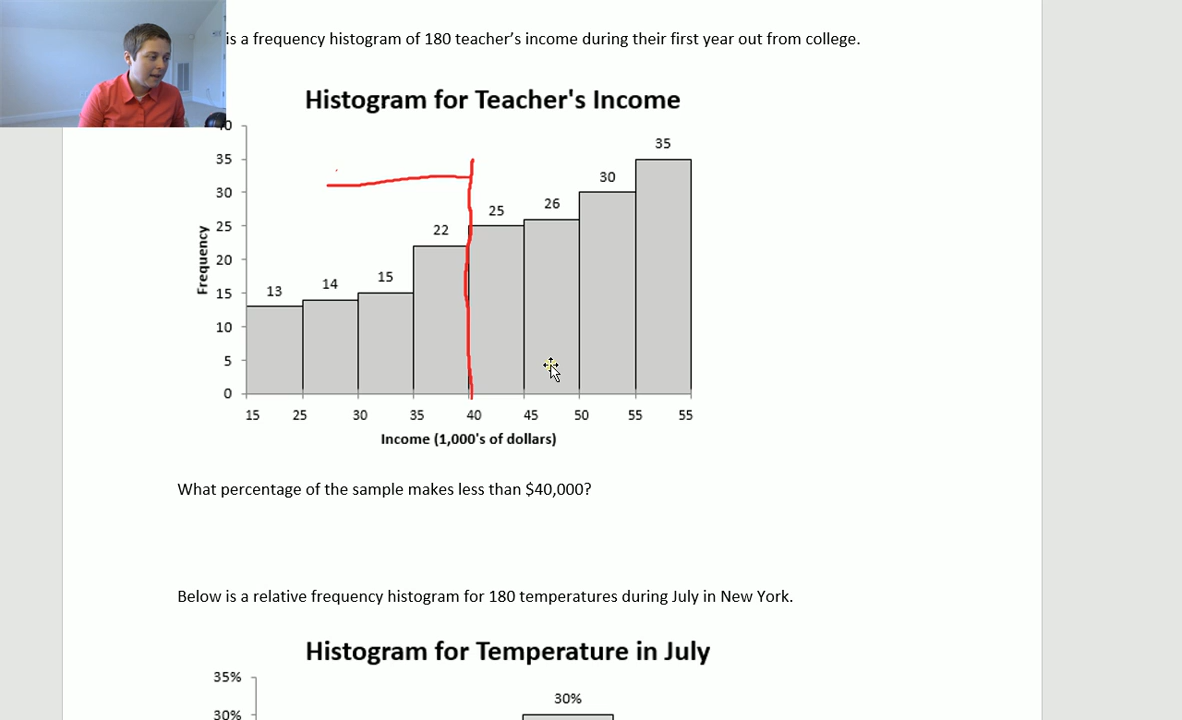 is a frequency histogram of 180 teacher's income during their first year out from college.
Histogram for Teacher's Income
40
35
30
25
20
15
10
5
0
Frequency
13
14
15
22
25
26
30
35
15 25 30 35 40 45 50 55 55
Income (1,000's of dollars)
What percentage of the sample makes less than $40,000?
Below is a relative frequency histogram for 180 temperatures during July in New York.
Histogram for Temperature in July
35%
30%
30%